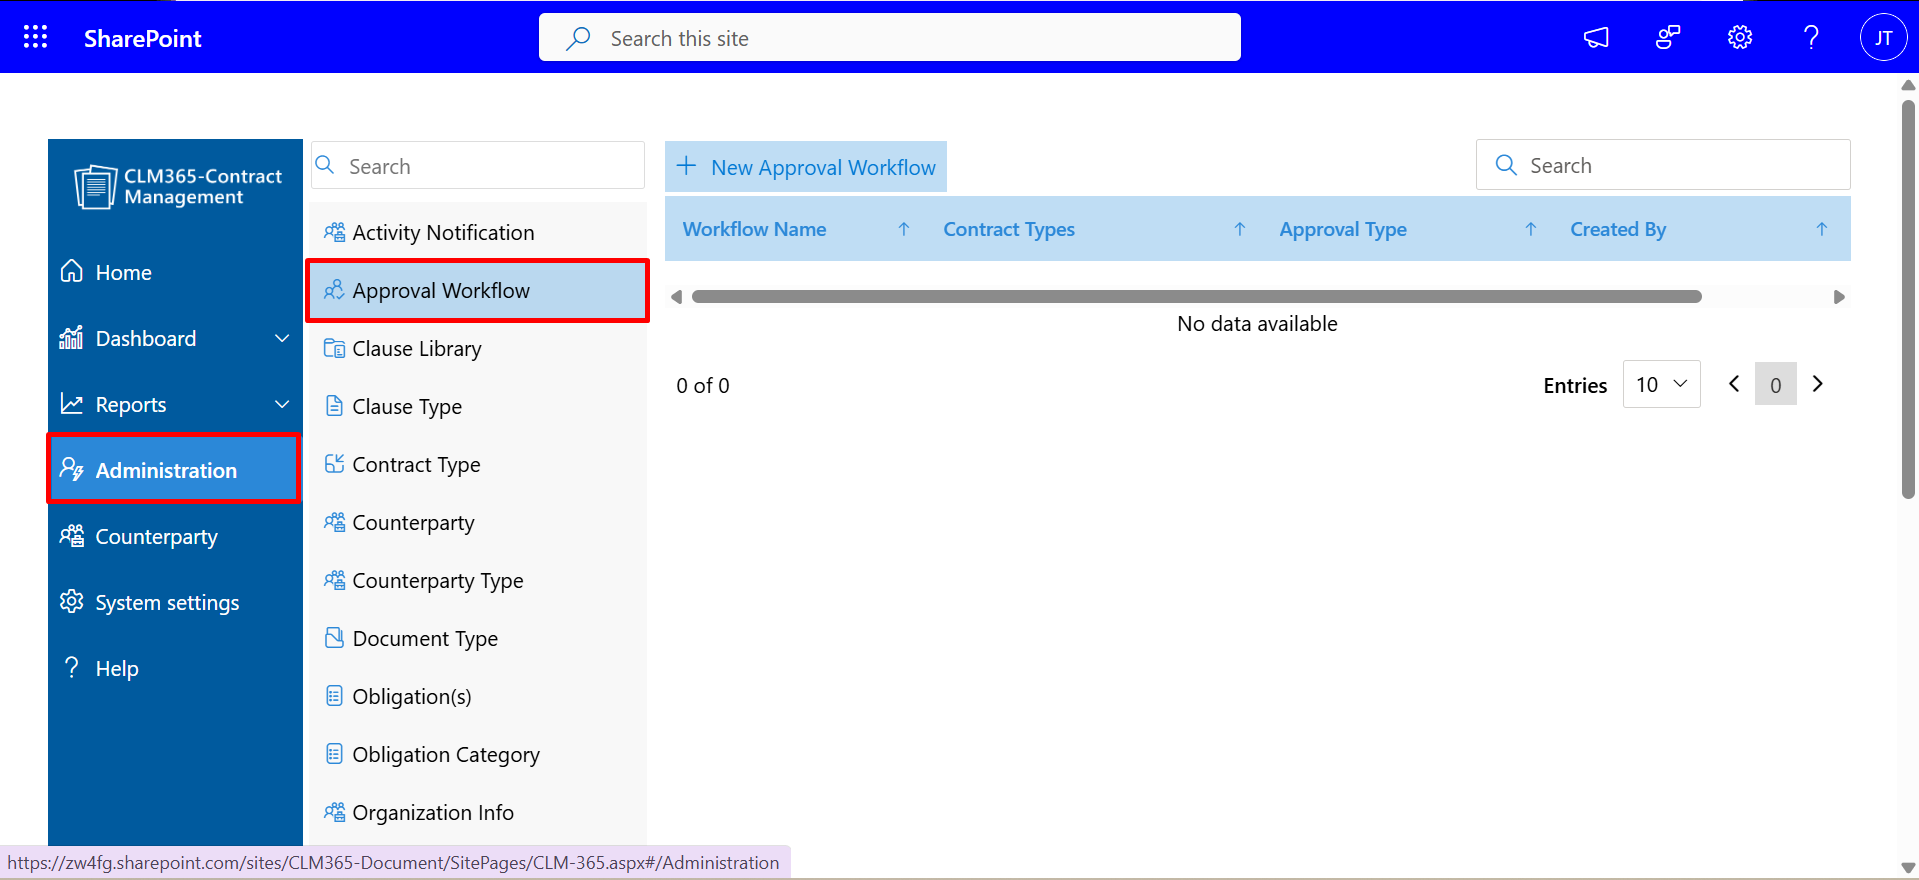 SharePoint
Search this site
JT
CLM365-Contract
Management
Home
Dashboard
Reports
Administration
Counterparty
System settings
Help
Search
Activity Notification
Approval Workflow
Clause Library
Clause Type
Contract Type
Counterparty
Counterparty Type
Document Type
Obligation(s)
Obligation Category
Organization Info
New Approval Workflow
Search
Workflow Name Contract Types Approval Type Created By
No data available
0 of 0 Entries 10 0
https://zw4fg.sharepoint.com/sites/CLM365-Document/SitePages/CLM-365.aspx#/Administration